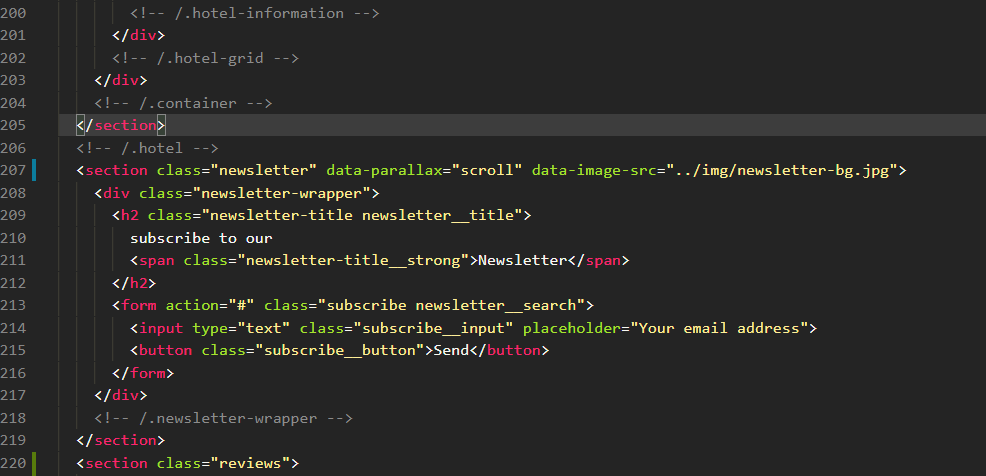 200 <!-- /.hotel-information -->
201 </div>
202 <!-- /.hotel-grid -->
203 </div>
204 <!-- /.container -->
205 </section>
206 <!-- /.hotel -->
207 <section class="newsletter" data-parallax="scroll" data-image-src="../img/newsletter-bg.jpg">
208 <div class="newsletter-wrapper">
209 <h2 class="newsletter-title newsletter__title">
210 subscribe to our
211 <span class="newsletter-title__strong">Newsletter</span>
212 </h2>
213 <form action="#" class="subscribe newsletter__search">
214 <input type="text" class="subscribe__input" placeholder="Your email address">
215 <button class="subscribe__button">Send</button>
216 </form>
217 </div>
218 <!-- /.newsletter-wrapper -->
219 </section>
220 <section class="reviews">